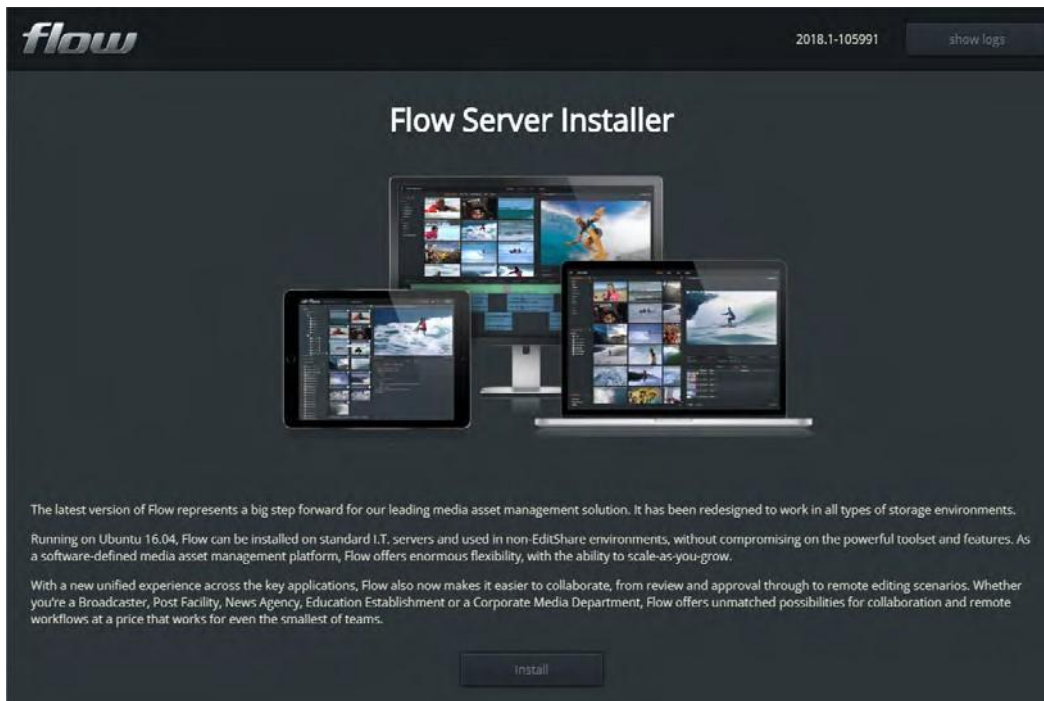 flow
2018.1-105991
show logs
Flow Server Installer
The latest version of Flow represents a big step forward for our leading media asset management solution. It has been redesigned to work in all types of storage environments.
Running on Ubuntu 16.04, Flow can be installed on standard I.T. servers and used in non-EditShare environments, without compromising on the powerful toolset and features. As
a software-defined media asset management platform, Flow offers enormous flexibility, with the ability to scale-as-you-grow.
With a new unified experience across the key applications, Flow also now makes it easier to collaborate, from review and approval through to remote editing scenarios. Whether
you're a Broadcaster, Post Facility, News Agency, Education Establishment or a Corporate Media Department, Flow offers unmatched possibilities for collaboration and remote
workflows at a price that works for even the smallest of teams.
Install